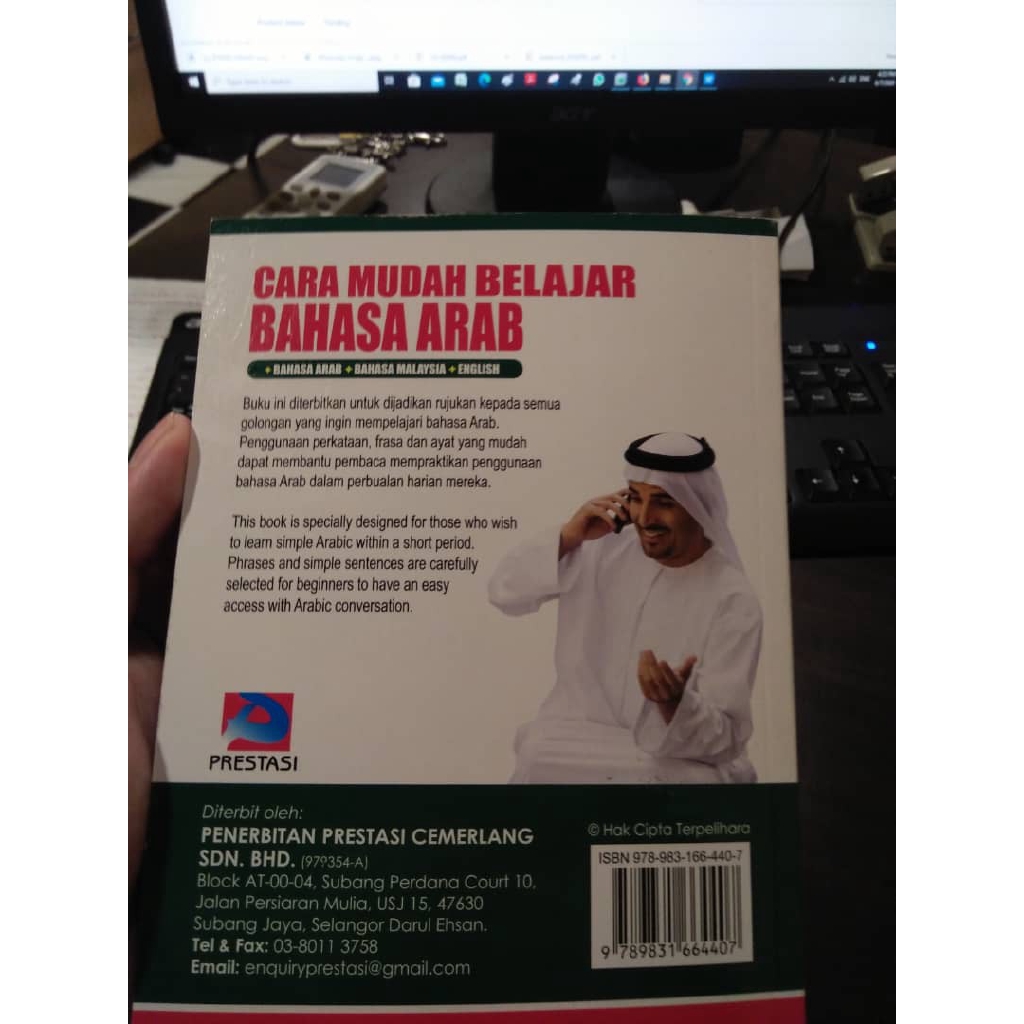 acer
CARA MUDAH BELAJAR
BAHASA ARAB
BAHASA ARAB BAHASA MALAYSIA ENGLISH
Buku ini diterbitkan untuk dijadikan rujukan kepada semua
golongan yang ingin mempelajari bahasa Arab.
Penggunaan perkataan, frasa dan ayat yang mudah
dapat membantu pembaca mempraktikan penggunaan
bahasa Arab dalam perbualan harian mereka.
This book is specially designed for those who wish
to learn simple Arabic within a short period.
Phrases and simple sentences are carefully
selected for beginners to have an easy
access with Arabic conversation.
PRESTASI
Diterbit oleh:
PENERBITAN PRESTASI CEMERLANG
SDN. BHD. (979354-A)
Block AT-00-04, Subang Perdana Court 10,
Jalan Persiaran Mulia, USJ 15, 47630
Subang Jaya, Selangor Darul Ehsan.
Tel & Fax: 03-8011 3758
Email: enquiryprestasi@gmail.com
© Hak Cipta Terpelihara
ISBN 978-983-166-440-7
9 789831 664407